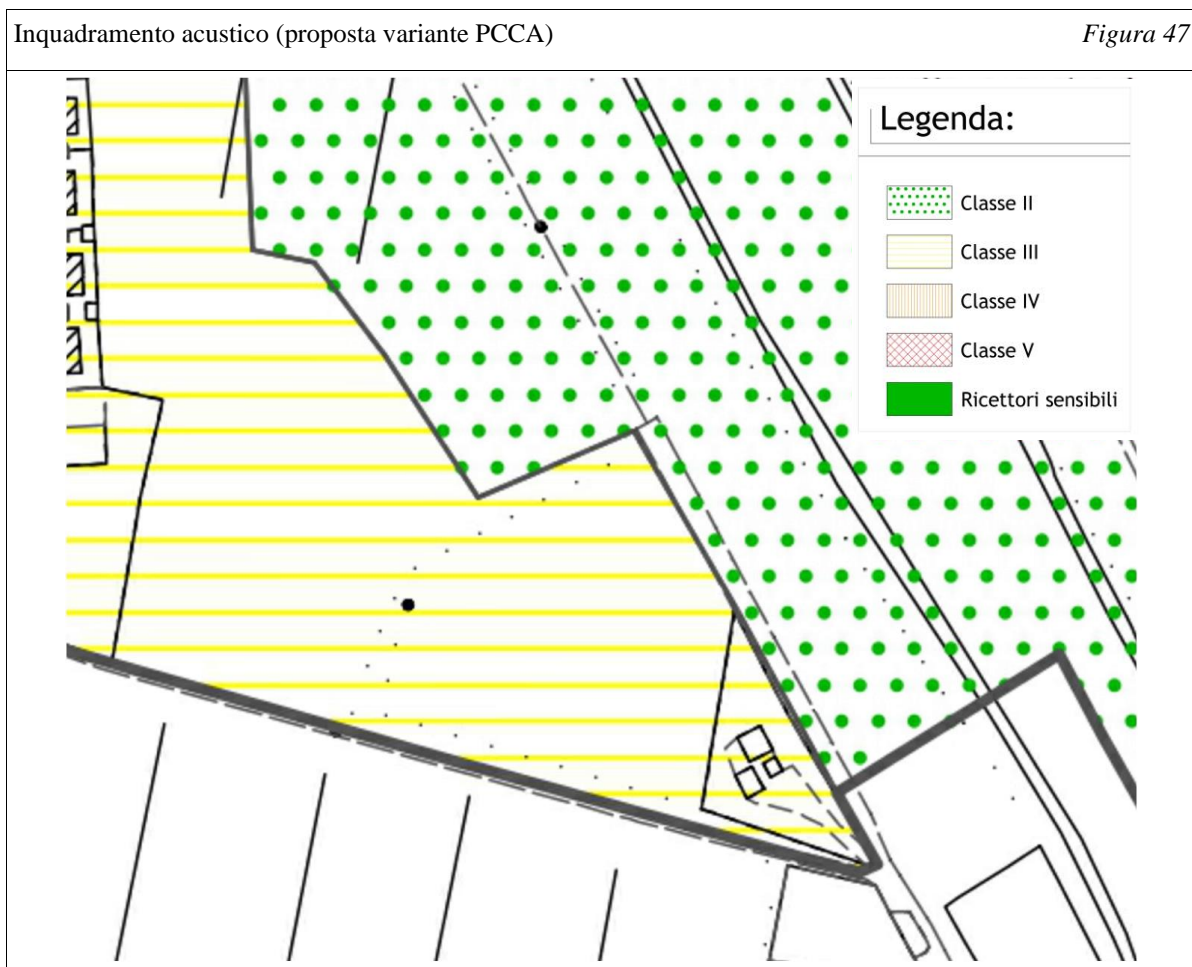 Inquadramento acustico (proposta variante PCCA)
Figura 47
Legenda:
Classe II
Classe III
Classe IV
Classe V
Ricettori sensibili